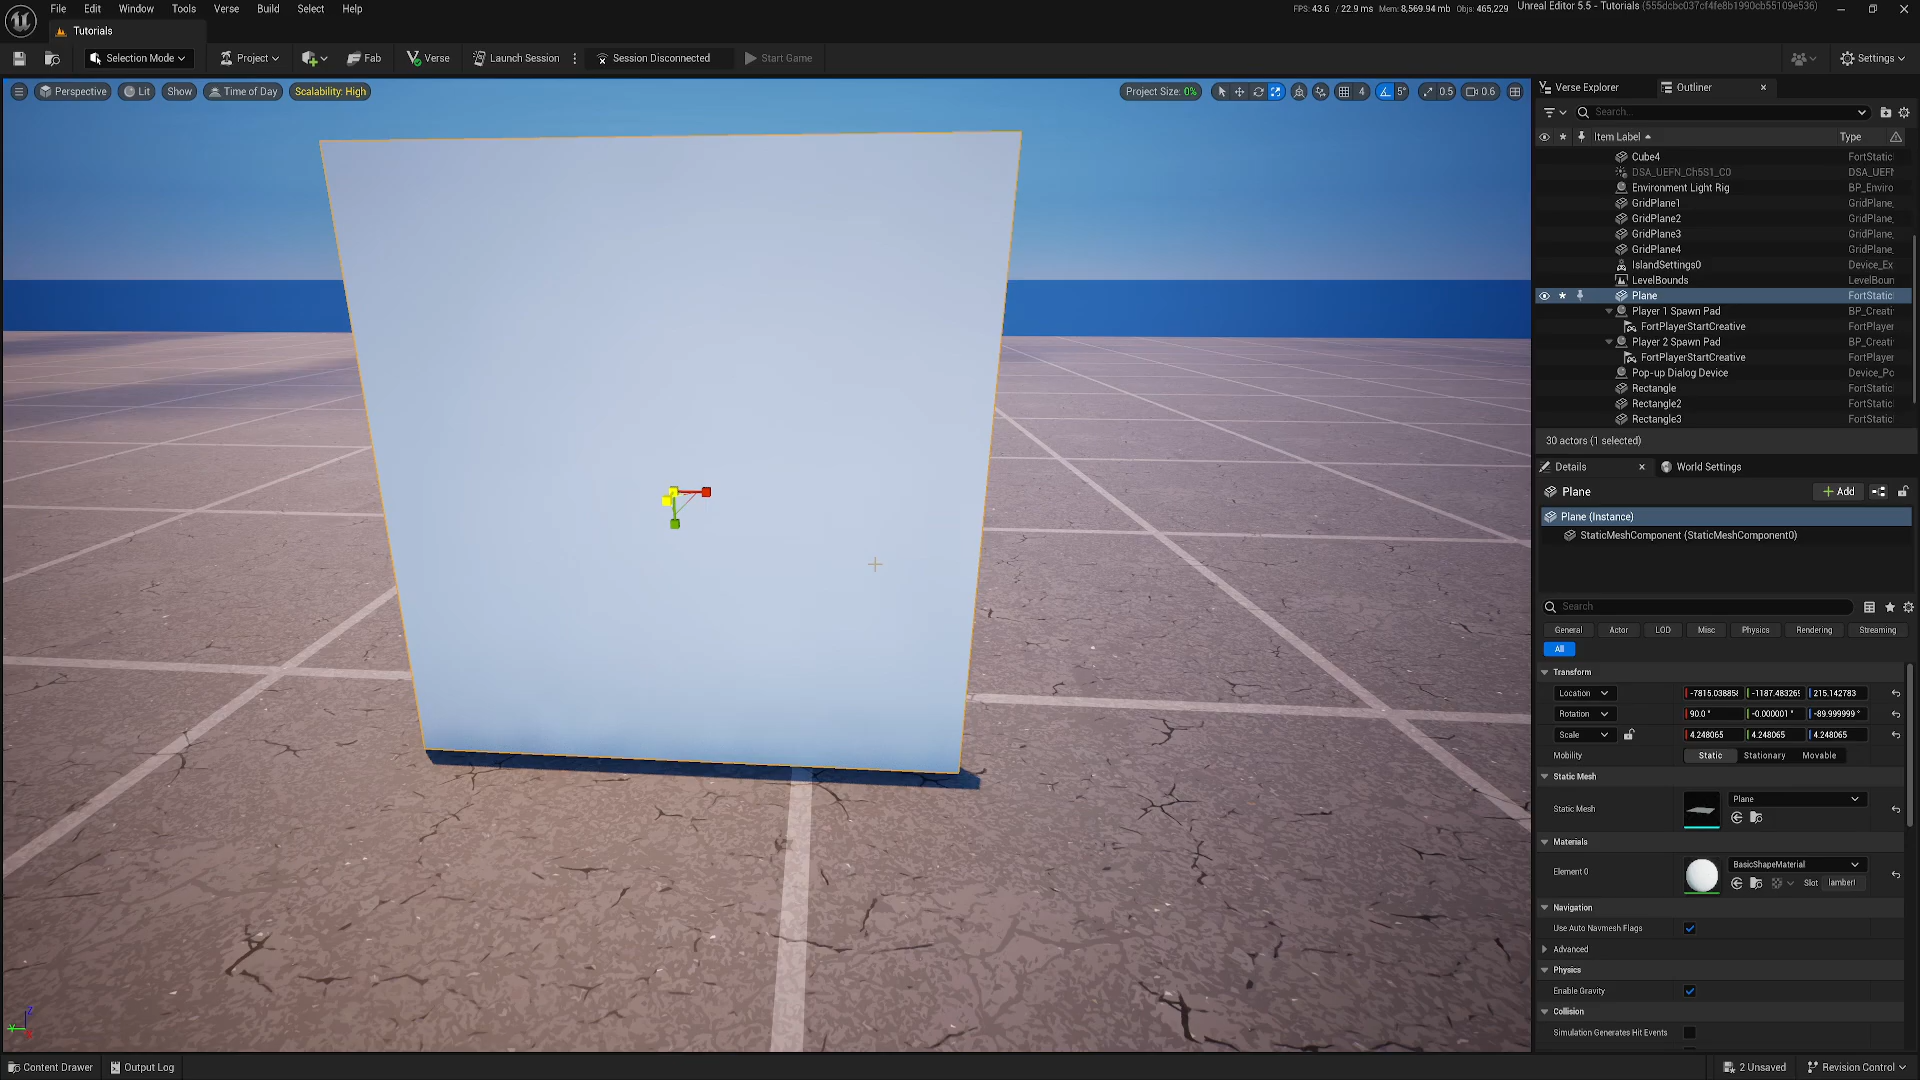 File Edit Window Tools Verse Build Select Help
FPS: 43.6 / 22.9 ms Mem: 8,569.94 mb Objs: 465,229 Unreal Editor 5.5 - Tutorials (555dcbc037cf4fe8b1990cb55109e536)
Tutorials
Selection Mode Project Fab Verse Launch Session Session Disconnected Start Game Settings
Perspective Lit Show Time of Day Scalability: High Project Size: 0% 4 5° 0.5 0.6
Verse Explorer Outliner
Search...
Item Label Type
Cube4 FortStatic
DSA_UEFN_Ch5S1_C0 DSA_UEFN
Environment Light Rig BP_Enviro
GridPlane1 GridPlane_
GridPlane2 GridPlane_
GridPlane3 GridPlane_
GridPlane4 GridPlane_
IslandSettings0 Device_Ex
LevelBounds LevelBoun
Plane FortStatic
Player 1 Spawn Pad BP_Creati
FortPlayerStartCreative FortPlayer
Player 2 Spawn Pad BP_Creati
FortPlayerStartCreative FortPlayer
Pop-up Dialog Device Device_Po
Rectangle FortStatic
Rectangle2 FortStatic
Rectangle3 FortStatic
30 actors (1 selected)
Details World Settings
Plane Add
Plane (Instance)
StaticMeshComponent (StaticMeshComponent0)
Search
General Actor LOD Misc Physics Rendering Streaming
All
Transform
Location -7815.038858 -1187.483265 215.142783
Rotation 90.0 ° -0.000001 ° -89.999999 °
Scale 4.248065 4.248065 4.248065
Mobility Static Stationary Movable
Static Mesh
Static Mesh Plane
Materials
Element 0 BasicShapeMaterial
Slot lambert
Navigation
Use Auto Navmesh Flags
Advanced
Physics
Enable Gravity
Collision
Simulation Generates Hit Events
Z
Y
Content Drawer Output Log 2 Unsaved Revision Control